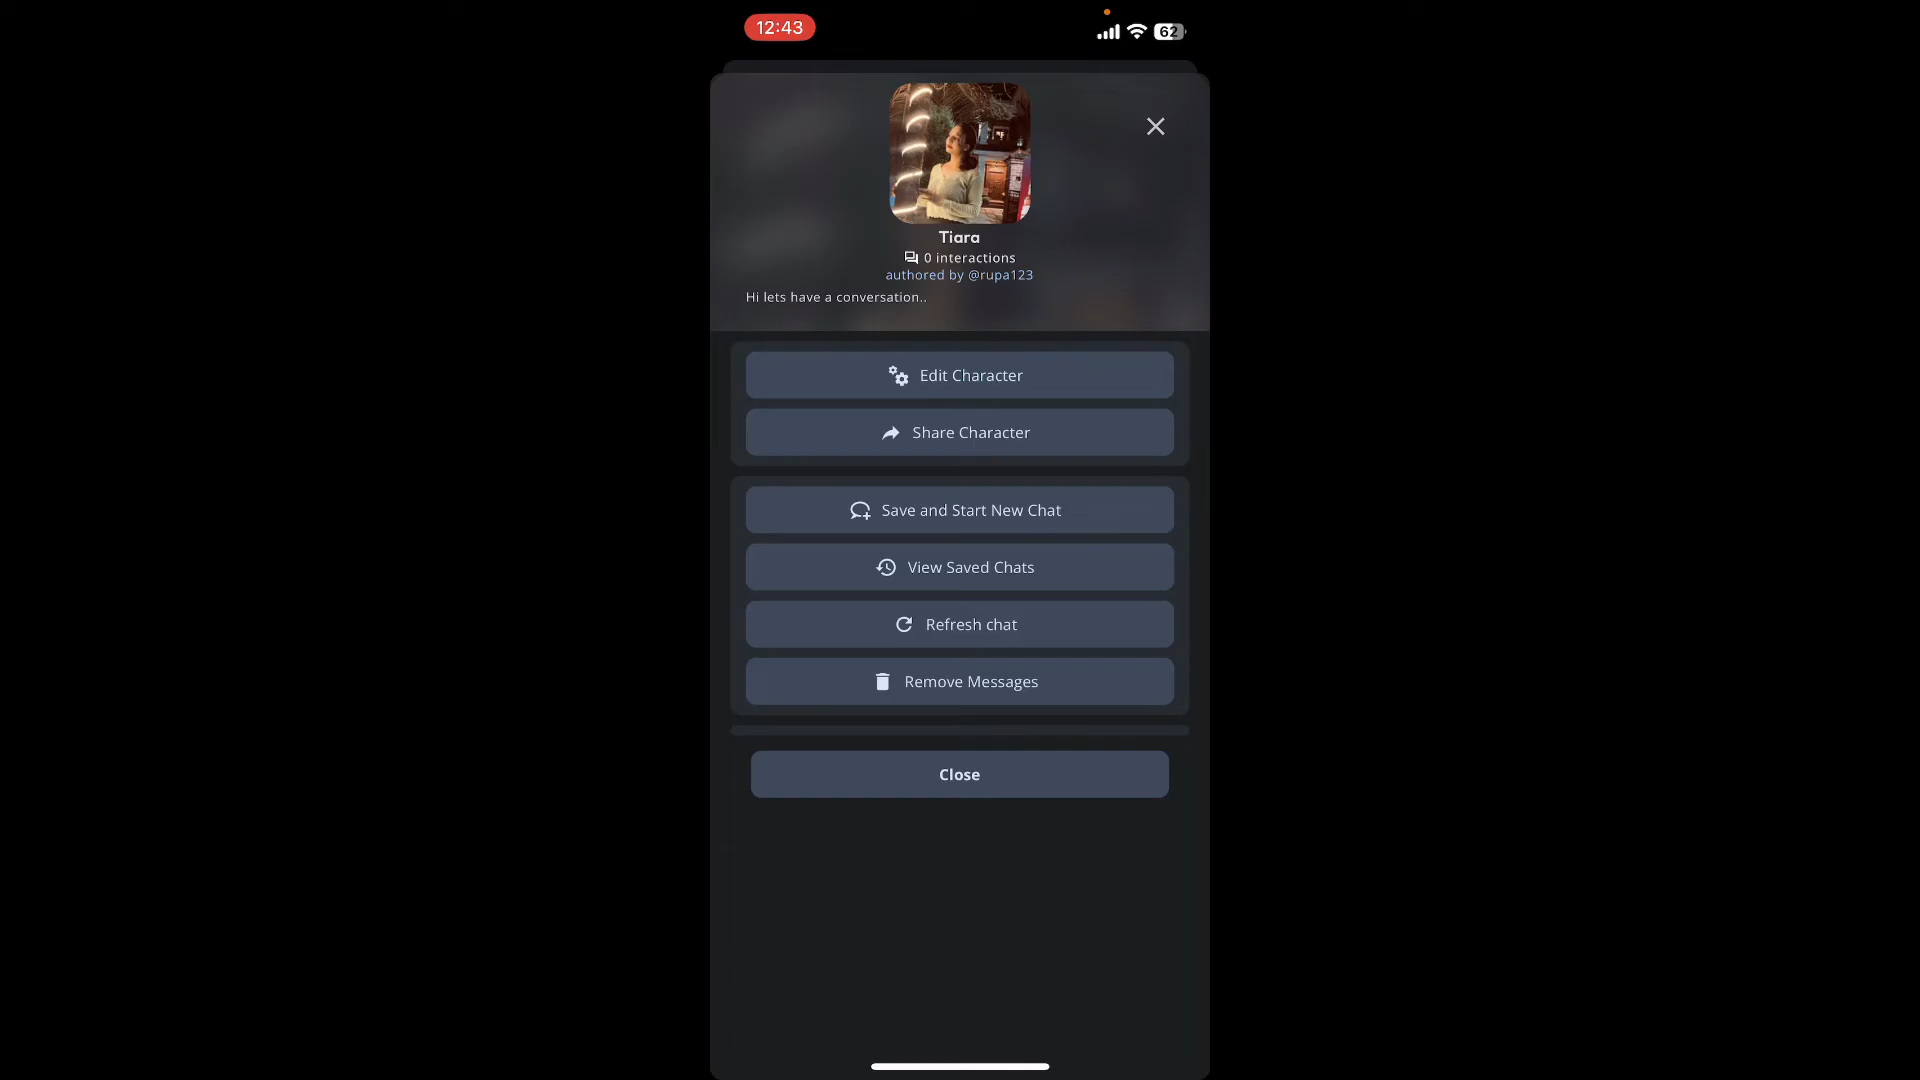 12:43
62
Tiara
0 interactions
authored by @rupa123
Hi lets have a conversation..
Edit Character
Share Character
Save and Start New Chat
View Saved Chats
Refresh chat
Remove Messages
Close